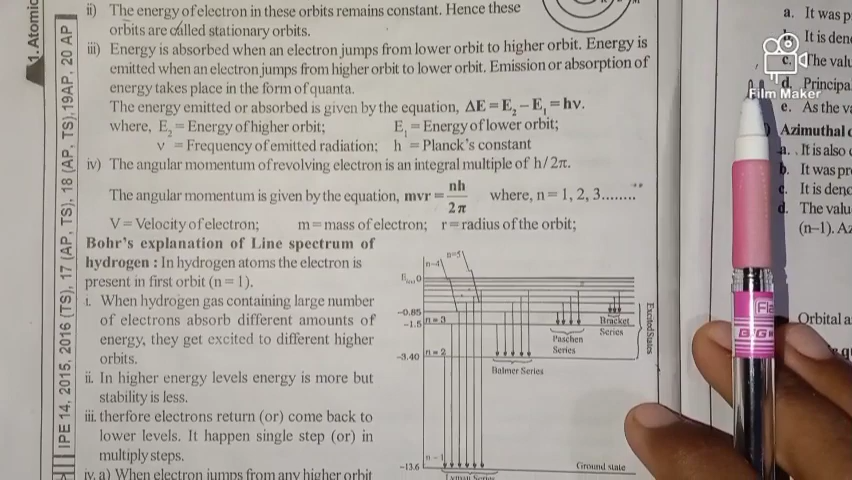 1. Atomic
IPE 14, 2015, 2016 (TS), 17 (AP, TS), 18 (AP, TS), 19AP, 20 AP
ii) The energy of electron in these orbits remains constant. Hence these
orbits are called stationary orbits.
iii) Energy is absorbed when an electron jumps from lower orbit to higher orbit. Energy is
emitted when an electron jumps from higher orbit to lower orbit. Emission or absorption of
energy takes place in the form of quanta.
The energy emitted or absorbed is given by the equation, ΔE = E₂ – E₁ = hν.
where, E₂ = Energy of higher orbit; E₁ = Energy of lower orbit;
ν = Frequency of emitted radiation; h = Planck's constant
iv) The angular momentum of revolving electron is an integral multiple of h/2π.
The angular momentum is given by the equation, mvr = nh/2π where, n = 1, 2, 3........
V = Velocity of electron; m = mass of electron; r = radius of the orbit;
Bohr's explanation of Line spectrum of
hydrogen : In hydrogen atoms the electron is
present in first orbit (n = 1).
i. When hydrogen gas containing large number
of electrons absorb different amounts of
energy, they get excited to different higher
orbits.
ii. In higher energy levels energy is more but
stability is less.
iii. therfore electrons return (or) come back to
lower levels. It happen single step (or) in
multiply steps.
iv. a) When electron jumps from any higher orbit
n=4
n=5
0
-0.85
-1.5 n = 3
-3.40 n = 2
n - 1
-13.6
Bracket
Series
Paschen
Series
Balmer Series
Lyman Series
Ground state
Excited States
a. It was p
b. It is deno
c. The valu
d. Principa
e. As the va
Azimuthal
a. It is also
b. It was pr
c. It is deno
d. The valu
(n–1). Az
Orbital a
Film Maker